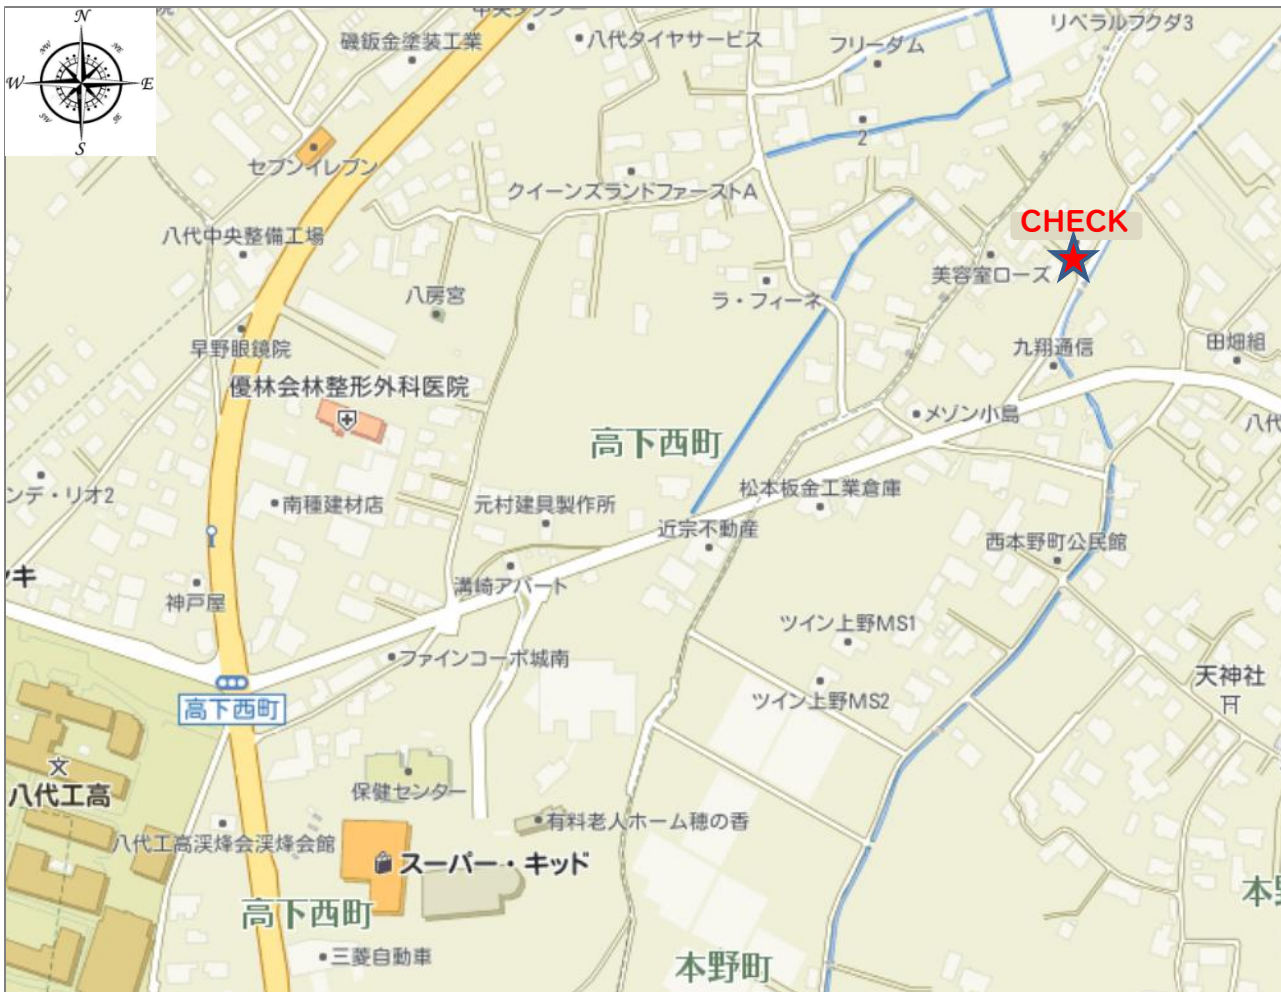 N
NW
NE
W
E
SW
SE
S
磯鈑金塗装工業
八代タイヤサービス
フリーダム
リベラルフクダ3
セブンイレブン
2
クイーンズランドファーストA
CHECK
八代中央整備工場
美容室ローズ
八房宮
ラ・フィーネ
早野眼鏡院
九翔通信
田畑組
優林会林整形外科医院
メゾン小島
八代
高下西町
ンデ・リオ2
南種建材店
元村建具製作所
松本板金工業倉庫
近宗不動産
西本野町公民館
キ
神戸屋
溝崎アパート
ツイン上野MS1
ファインコーポ城南
天神社
高下西町
ツイン上野MS2
文
八代工高
保健センター
有料老人ホーム穂の香
八代工高渓烽会渓烽会館
スーパー・キッド
高下西町
本
三菱自動車
本野町